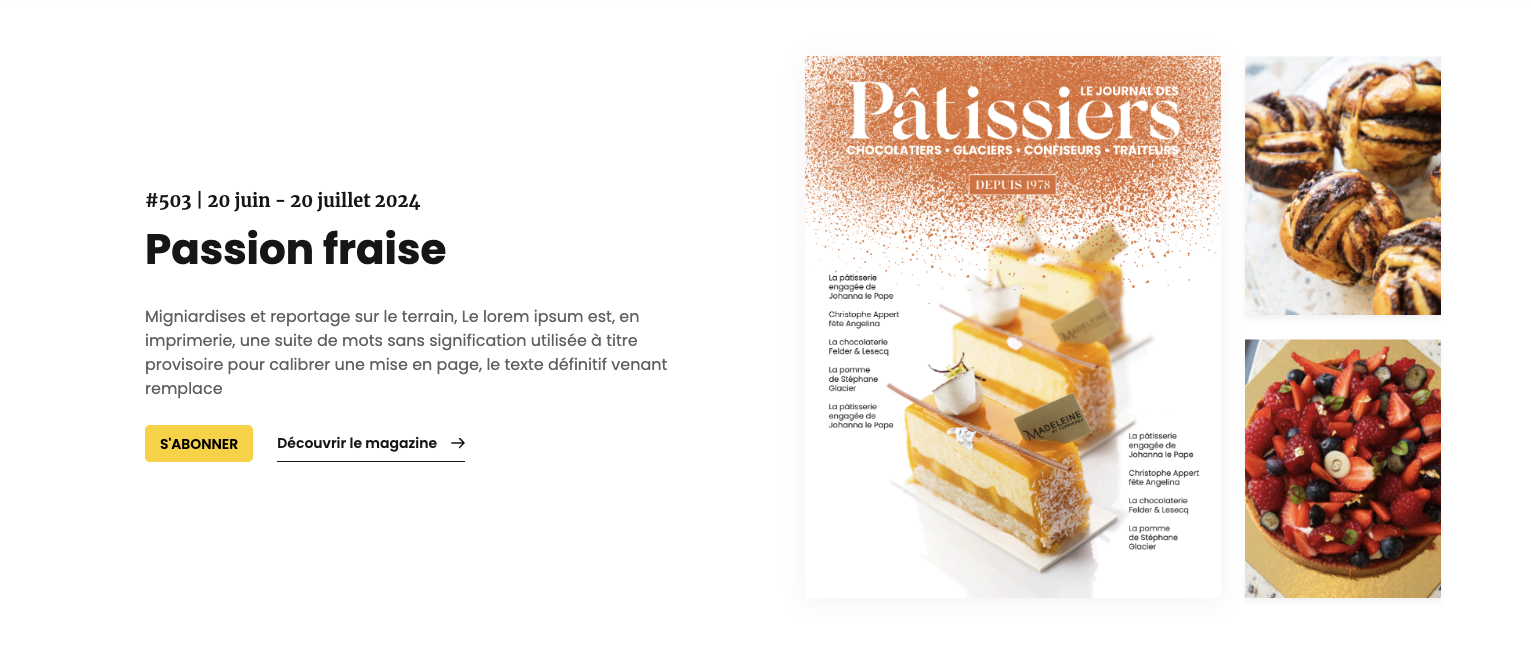 #503 | 20 juin - 20 juillet 2024
Passion fraise
Migniardises et reportage sur le terrain, Le lorem ipsum est, en
imprimerie, une suite de mots sans signification utilisée à titre
provisoire pour calibrer une mise en page, le texte définitif venant
remplace
S'ABONNER
Découvrir le magazine →
LE JOURNAL DES
Pâtissiers
CHOCOLATIERS • GLACIERS • CONFISEURS • TRAITEURS
DEPUIS 1978
La pâtisserie
engagée de
Johanna le Pape
Christophe Appert
fête Angelina
La chocolaterie
Felder & Lesecq
La pomme
de Stéphane
Glacier
La pâtisserie
engagée de
Johanna le Pape
MADELEINE
MADELEINE
La pâtisserie
engagée de
Johanna le Pape
Christophe Appert
fête Angelina
La chocolaterie
Felder & Lesecq
La pomme
de Stéphane
Glacier